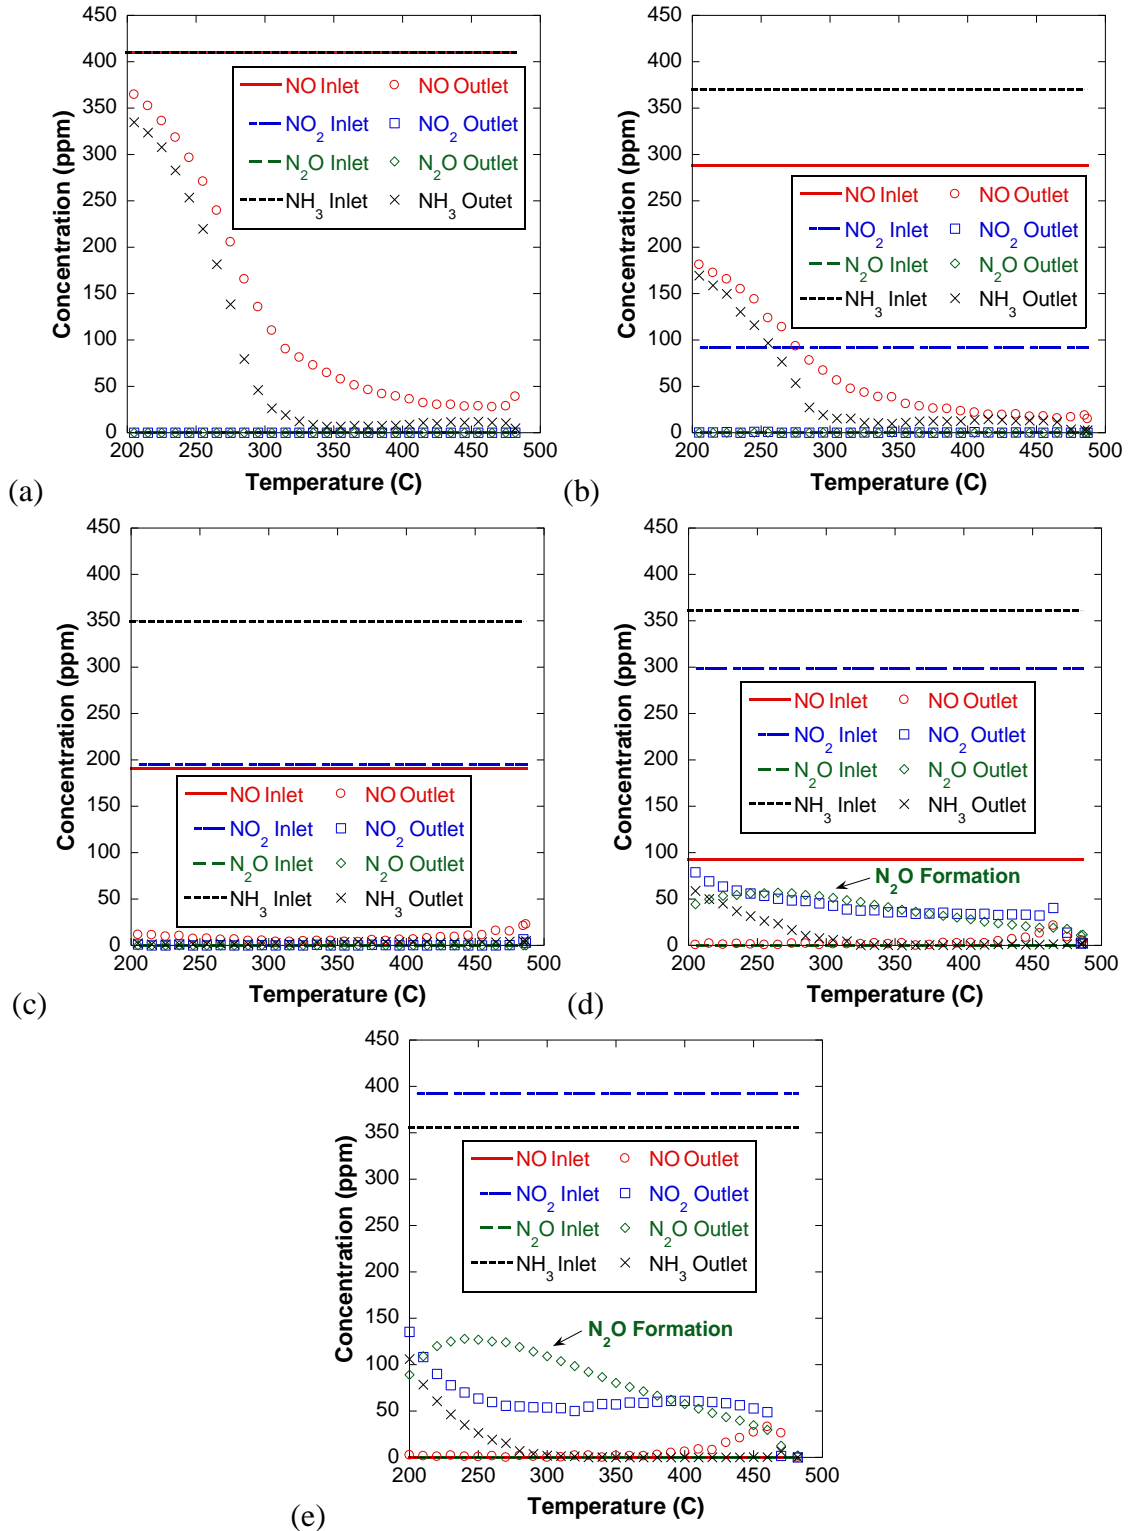 450
400
350
300
250
200
150
100
50
0
Concentration (ppm)
NO Inlet NO Outlet
NO2 Inlet NO2 Outlet
N2O Inlet N2O Outlet
NH3 Inlet NH3 Outet
200 250 300 350 400 450 500
Temperature (C)
(a)
450
400
350
300
250
200
150
100
50
0
Concentration (ppm)
NO Inlet NO Outlet
NO2 Inlet NO2 Outlet
N2O Inlet N2O Outlet
NH3 Inlet NH3 Outlet
200 250 300 350 400 450 500
Temperature (C)
(b)
450
400
350
300
250
200
150
100
50
0
Concentration (ppm)
NO Inlet NO Outlet
NO2 Inlet NO2 Outlet
N2O Inlet N2O Outlet
NH3 Inlet NH3 Outlet
200 250 300 350 400 450 500
Temperature (C)
(c)
450
400
350
300
250
200
150
100
50
0
Concentration (ppm)
NO Inlet NO Outlet
NO2 Inlet NO2 Outlet
N2O Inlet N2O Outlet
NH3 Inlet NH3 Outlet
N2O Formation
200 250 300 350 400 450 500
Temperature (C)
(d)
450
400
350
300
250
200
150
100
50
0
Concentration (ppm)
NO Inlet NO Outlet
NO2 Inlet NO2 Outlet
N2O Inlet N2O Outlet
NH3 Inlet NH3 Outlet
N2O Formation
200 250 300 350 400 450 500
Temperature (C)
(e)